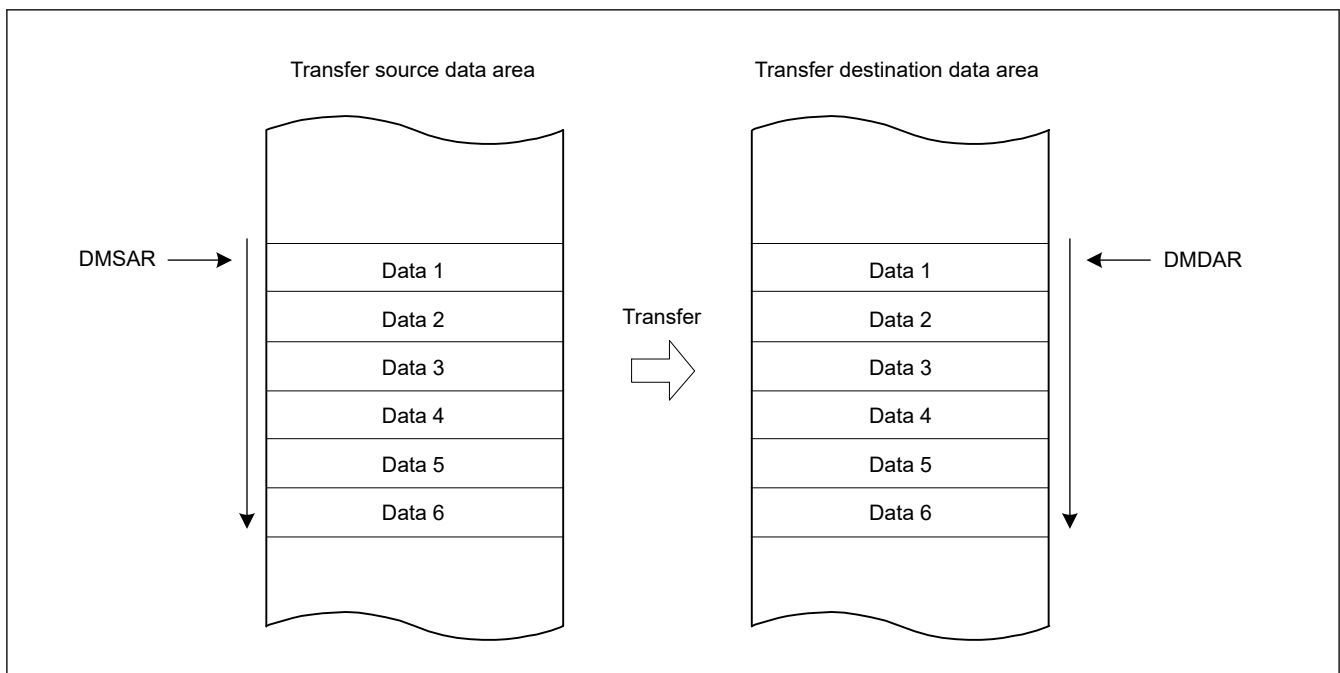 Transfer source data area
Transfer destination data area
DMSAR
Data 1
Data 1
DMDAR
Data 2
Transfer
Data 2
Data 3
Data 3
Data 4
Data 4
Data 5
Data 5
Data 6
Data 6